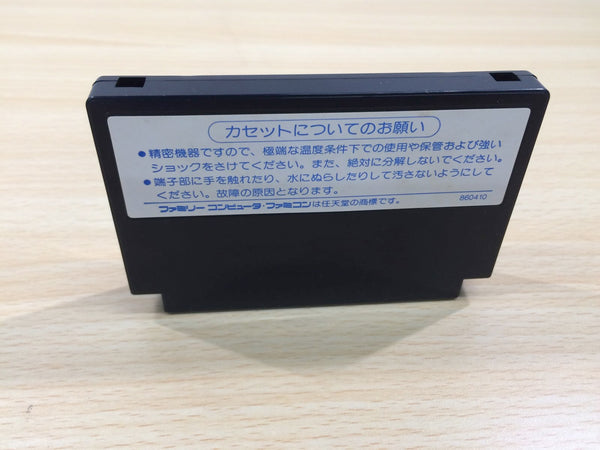 カセットについてのお願い
●精密機器ですので、極端な温度条件下での使用や保管および強い
ショックをさけてください。また、絶対に分解しないでください。
●端子部に手を触れたり、水にぬらしたりして汚さないようにして
ください。故障の原因となります。
ファミリー コンピュータ・ファミコンは任天堂の商標です。
860410